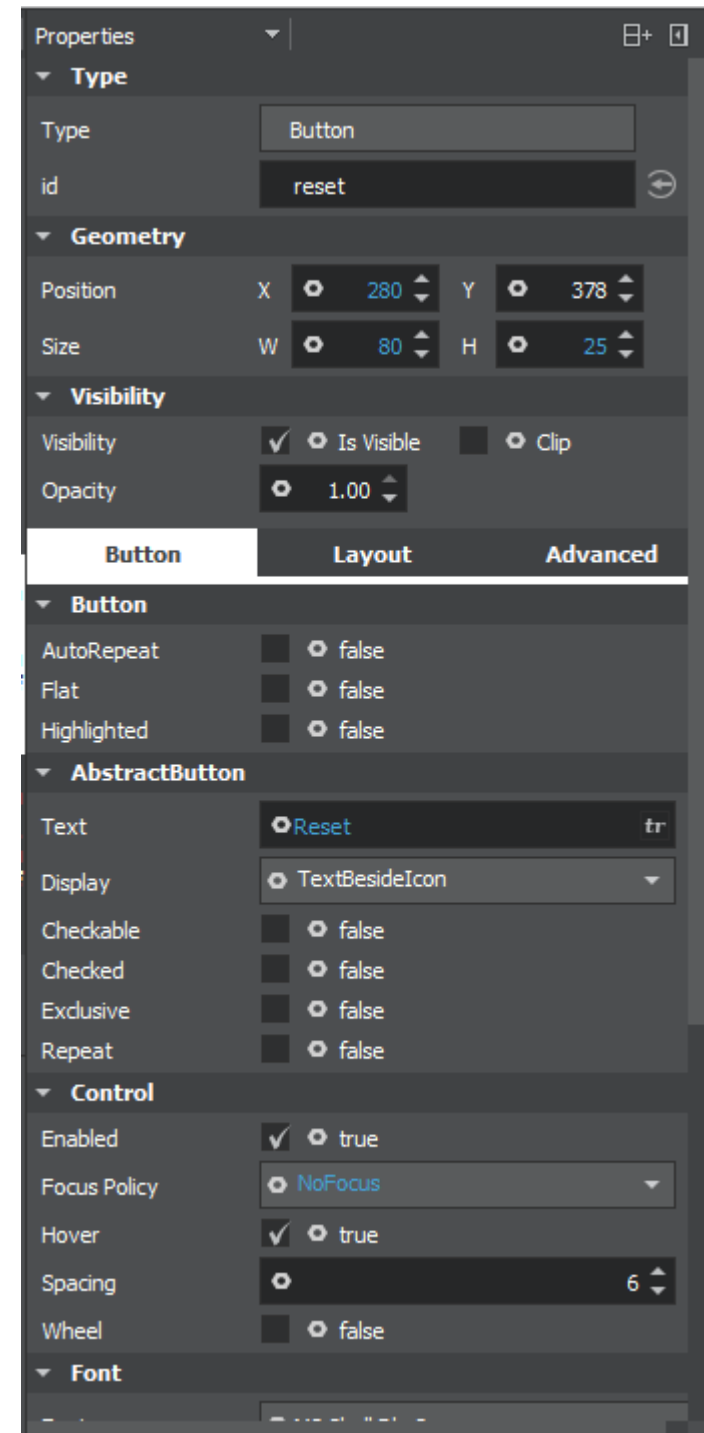 Properties
Type
Type Button
id reset
Geometry
Position X 280 Y 378
Size W 80 H 25
Visibility
Visibility Is Visible Clip
Opacity 1.00
Button Layout Advanced
Button
AutoRepeat false
Flat false
Highlighted false
AbstractButton
Text Reset tr
Display TextBesideIcon
Checkable false
Checked false
Exclusive false
Repeat false
Control
Enabled true
Focus Policy NoFocus
Hover true
Spacing 6
Wheel false
Font